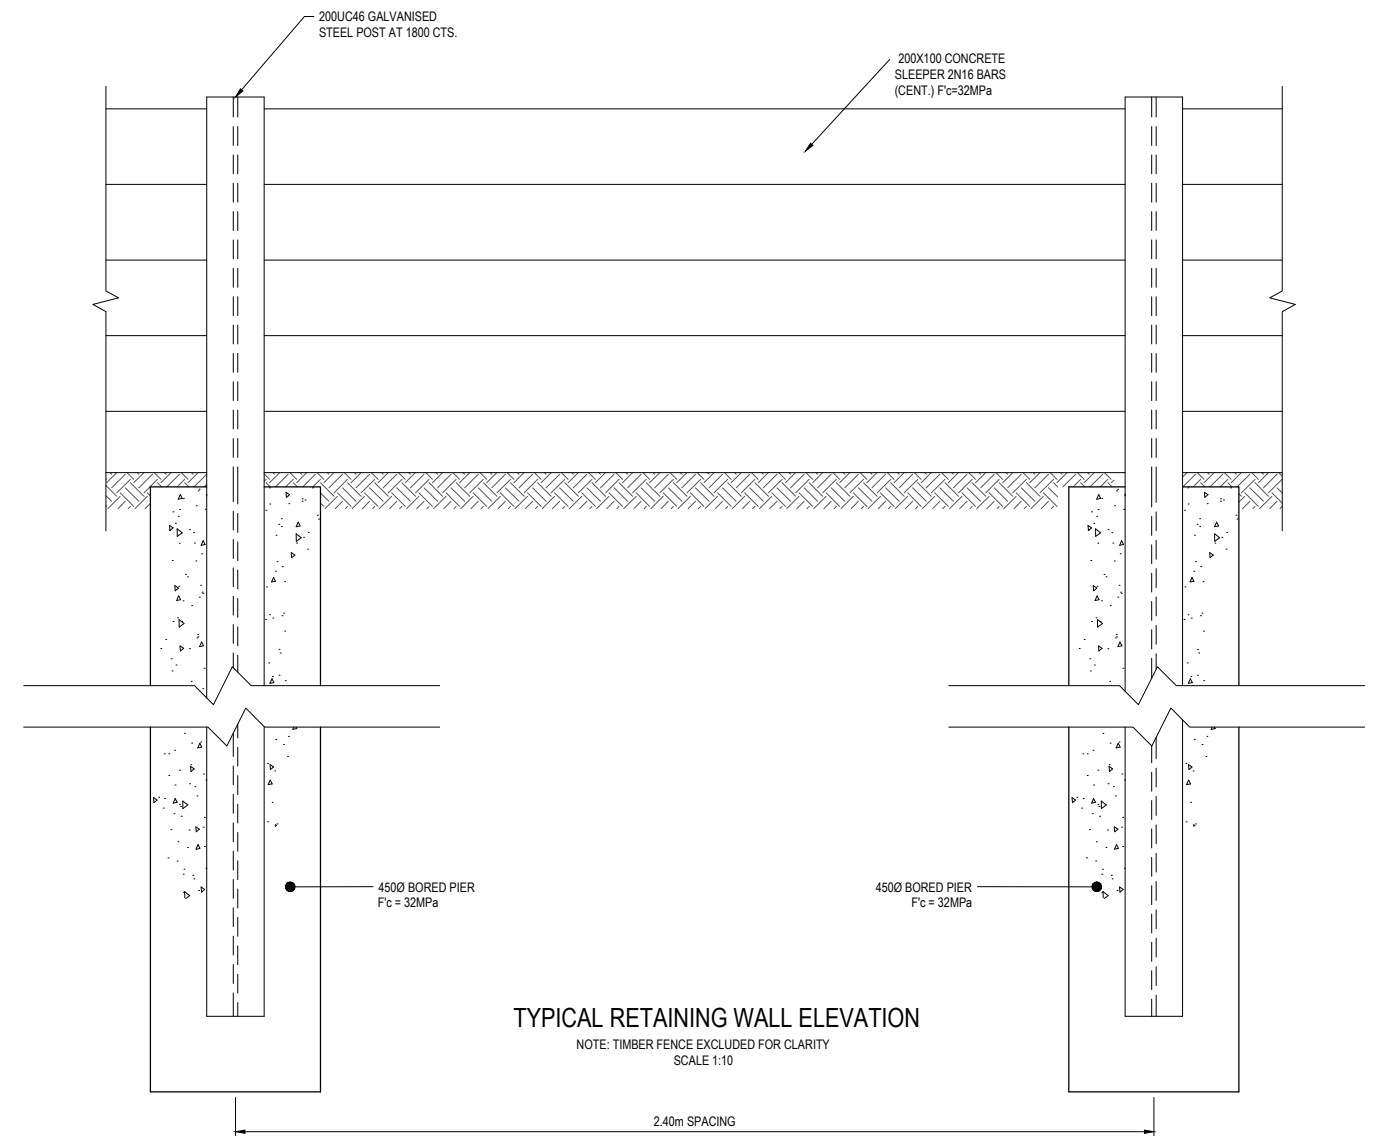 200UC46 GALVANISED
STEEL POST AT 1800 CTS.
200X100 CONCRETE
SLEEPER 2N16 BARS
(CENT.) F'c=32MPa
450Ø BORED PIER
F'c = 32MPa
450Ø BORED PIER
F'c = 32MPa
TYPICAL RETAINING WALL ELEVATION
NOTE: TIMBER FENCE EXCLUDED FOR CLARITY
SCALE 1:10
2.40m SPACING